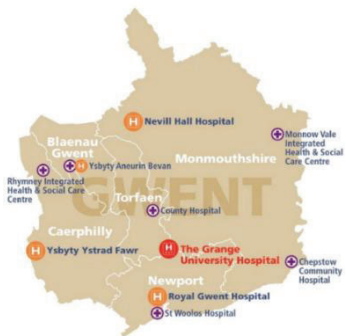 H
Nevill Hall Hospital
Monnow Vale
Integrated
Health & Social
Care Centre
Blaenau
Gwent
H
Ysbyty Aneurin Bevan
Monmouthshire
Rhymney Integrated
Health & Social Care
Centre
GWENT
Torfaen
County Hospital
Caerphilly
H
Ysbyty Ystrad Fawr
H
The Grange
University Hospital
Chepstow
Community
Hospital
Newport
H
Royal Gwent Hospital
St Woolos Hospital